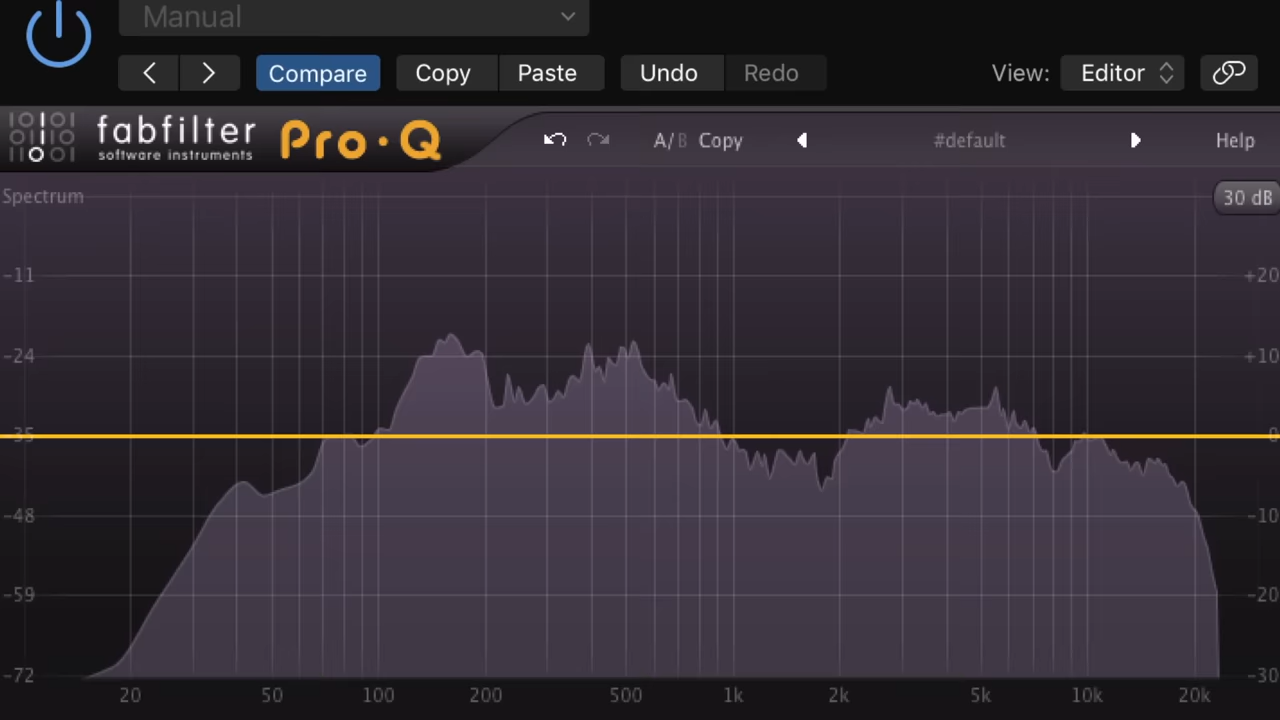 Manual
Compare Copy Paste Undo Redo View: Editor
fabfilter Pro·Q A/B Copy #default Help
software instruments
Spectrum 30 dB
-11 +20
-24 +10
-35 0
-48 -10
-59 -20
-72 -30
20 50 100 200 500 1k 2k 5k 10k 20k